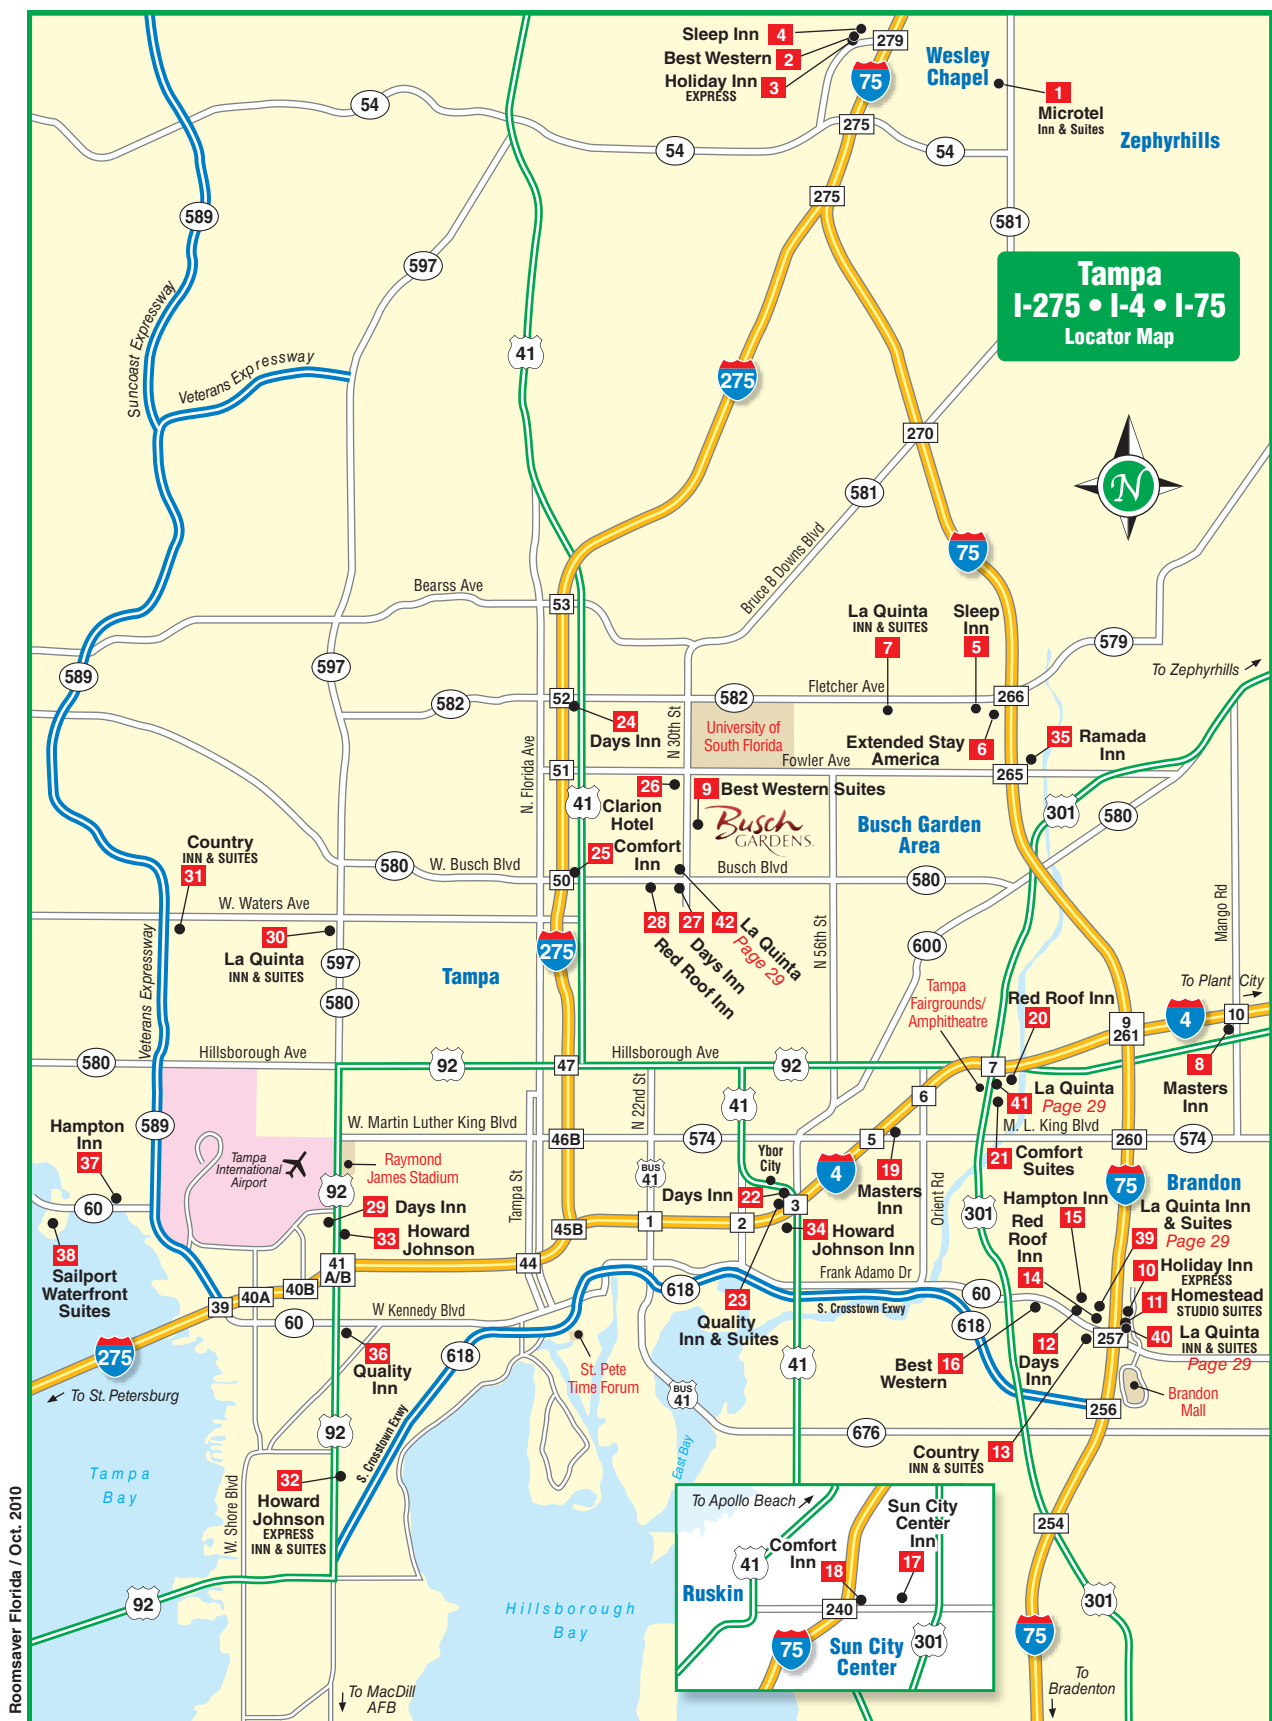 Sleep Inn 4
Best Western 2
Holiday Inn 3
EXPRESS
279
75
Wesley
Chapel
1
Microtel
Inn & Suites
Zephyrhills
54
275
54
54
275
589
581
597
Tampa
I-275 • I-4 • I-75
Locator Map
Suncoast Expressway
Veterans Expressway
41
275
270
N
581
75
Bruce B Downs Blvd
Bearss Ave
53
La Quinta
INN & SUITES
7
Sleep
Inn
5
579
To Zephyrhills
597
589
582
52
582
Fletcher Ave
266
24
Days Inn
N 30th St
University of
South Florida
Extended Stay
America
6
35
Ramada
Inn
N. Florida Ave
51
Fowler Ave
265
26
Clarion
Hotel
9 Best Western Suites
Busch
GARDENS.
41
301
580
Busch Garden
Area
Country
INN & SUITES
31
25
Comfort
Inn
580
W. Busch Blvd
50
Busch Blvd
580
W. Waters Ave
28
Red Roof Inn
27
Days Inn
42
La Quinta
Page 29
N 56th St
Mango Rd
30
La Quinta
INN & SUITES
597
275
600
Tampa
580
Veterans Expressway
Tampa
Fairgrounds/
Amphitheatre
Red Roof Inn
20
To Plant City
9
261
4
10
580
Hillsborough Ave
92
47
Hillsborough Ave
92
7
8
Masters
Inn
41
La Quinta
Page 29
N 22nd St
41
6
589
Hampton
Inn
37
W. Martin Luther King Blvd
46B
574
5
M. L. King Blvd
260
574
Tampa
International
Airport
Raymond
James Stadium
BUS
41
Ybor
City
4
19
Masters
Inn
21
Comfort
Suites
75
Brandon
60
92
29
Days Inn
33
Howard
Johnson
Tampa St
Days Inn 22
3
Orient Rd
301
Hampton Inn
15
La Quinta Inn
& Suites
39
Page 29
38
Sailport
Waterfront
Suites
45B
1
2
34
Howard
Johnson Inn
Red
Roof
Inn
14
10
Holiday Inn
EXPRESS
41
A/B
44
Frank Adamo Dr
40B
40A
39
618
60
11
Homestead
STUDIO SUITES
60
W Kennedy Blvd
23
Quality
Inn & Suites
S. Crosstown Exwy
618
257
40
La Quinta
INN & SUITES
Page 29
275
To St. Petersburg
36
Quality
Inn
618
St. Pete
Time Forum
41
Best
Western
16
12
Days
Inn
BUS
41
Brandon
Mall
256
92
S. Crosstown Exwy
676
Country
INN & SUITES
13
East Bay
Tampa
Bay
W. Shore Blvd
32
Howard
Johnson
EXPRESS
INN & SUITES
To Apollo Beach
Sun City
Center
Inn
17
Comfort
Inn
18
41
Ruskin
240
75
Sun City
Center
301
254
301
92
Hillsborough
Bay
75
To MacDill
AFB
To
Bradenton
Roomsaver Florida / Oct. 2010